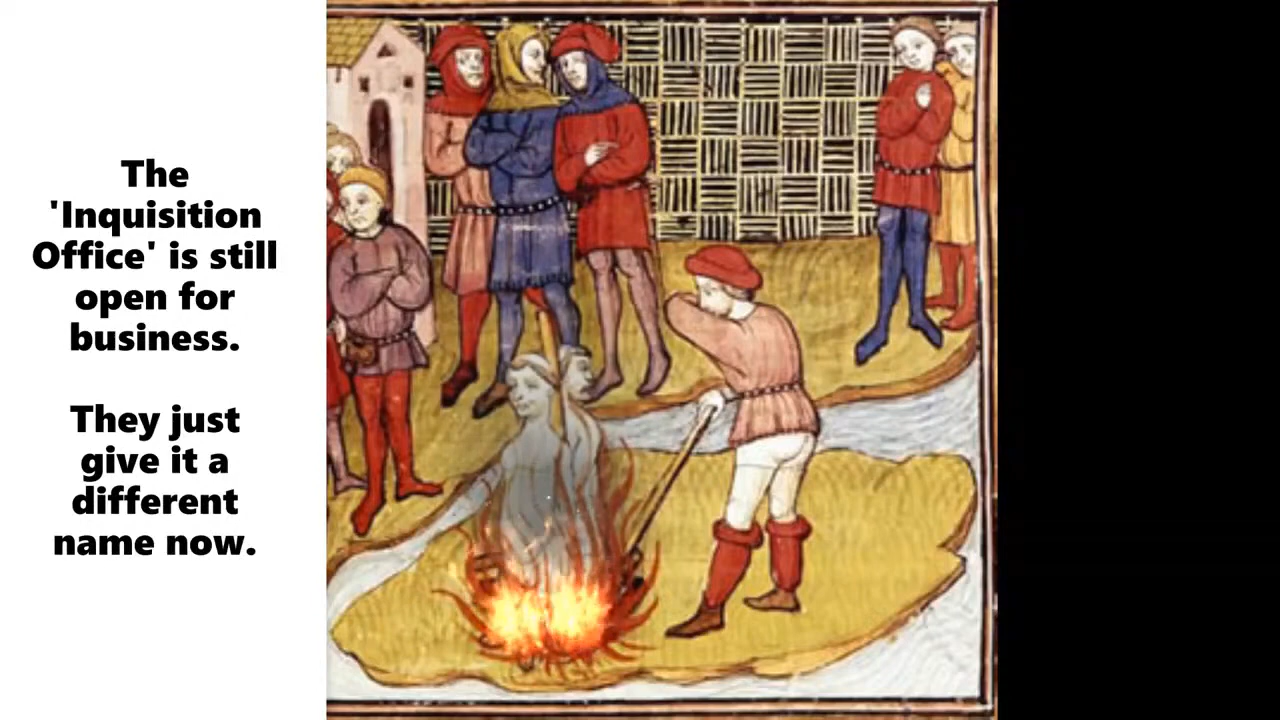 The
'Inquisition
Office' is still
open for
business.
They just
give it a
different
name now.